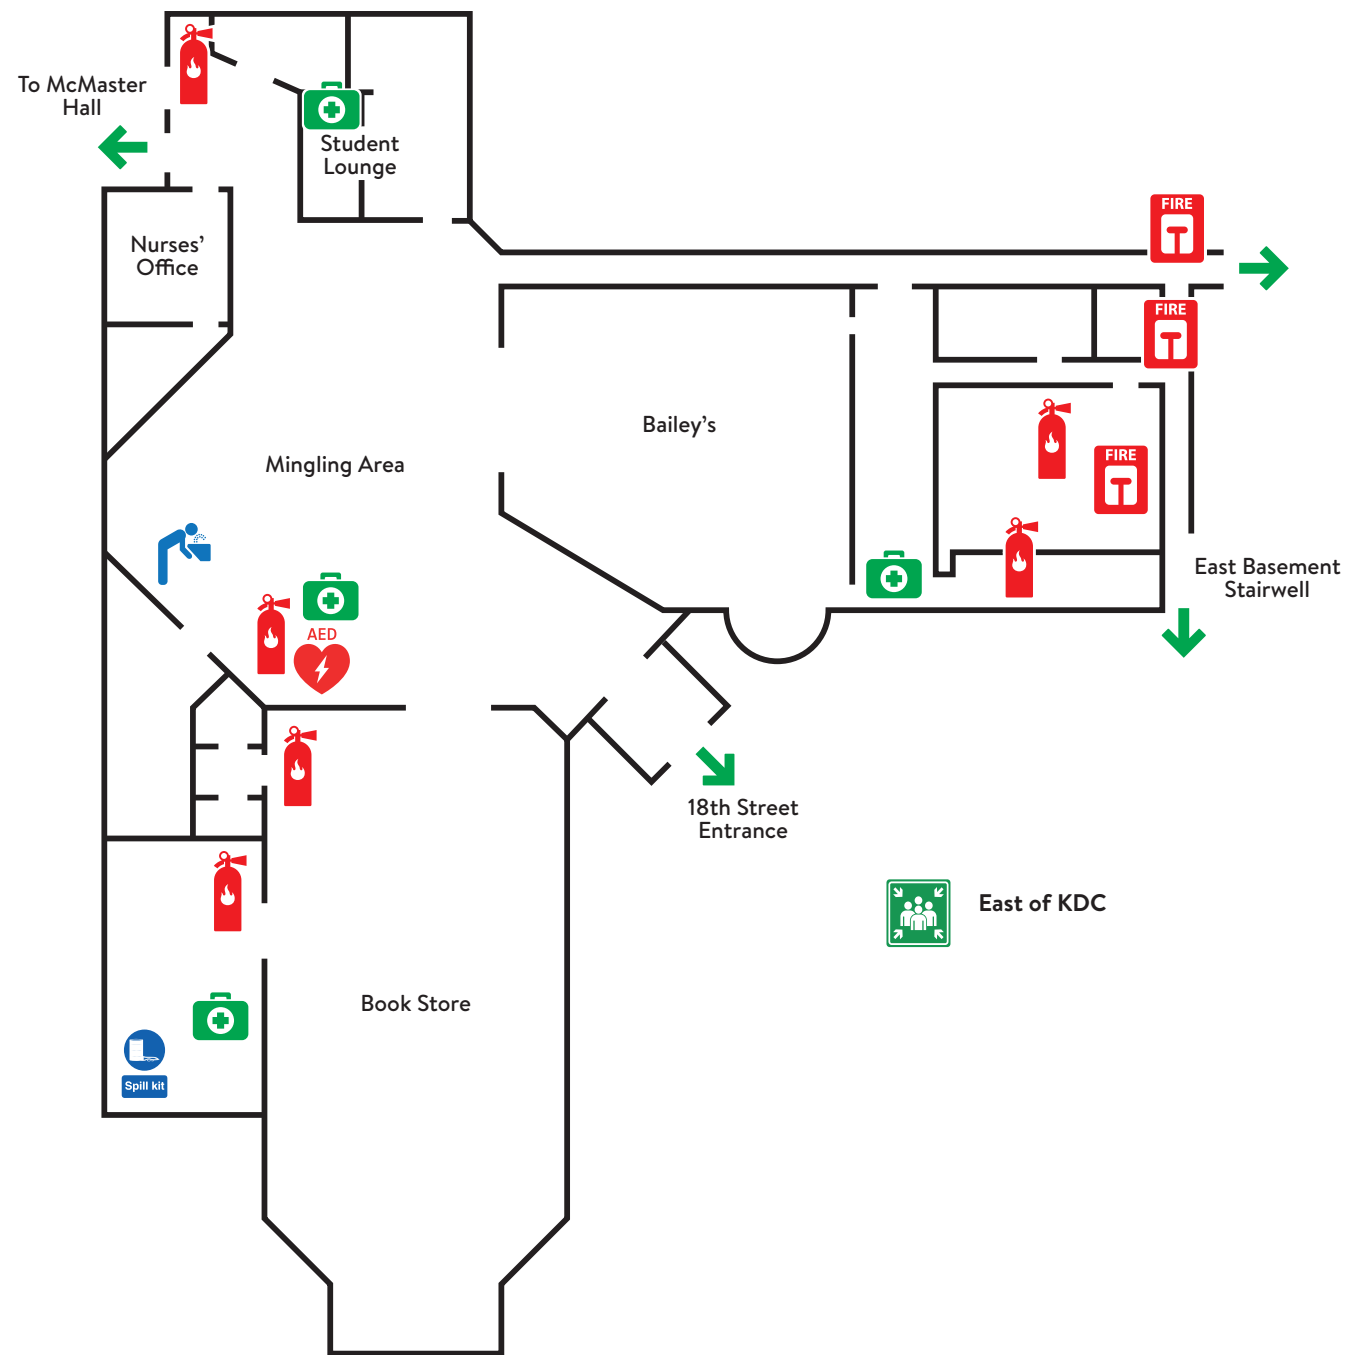 To McMaster
Hall
Student
Lounge
FIRE
Nurses’
Office
FIRE
Bailey’s
Mingling Area
FIRE
East Basement
Stairwell
AED
18th Street
Entrance
East of KDC
Book Store
Spill kit